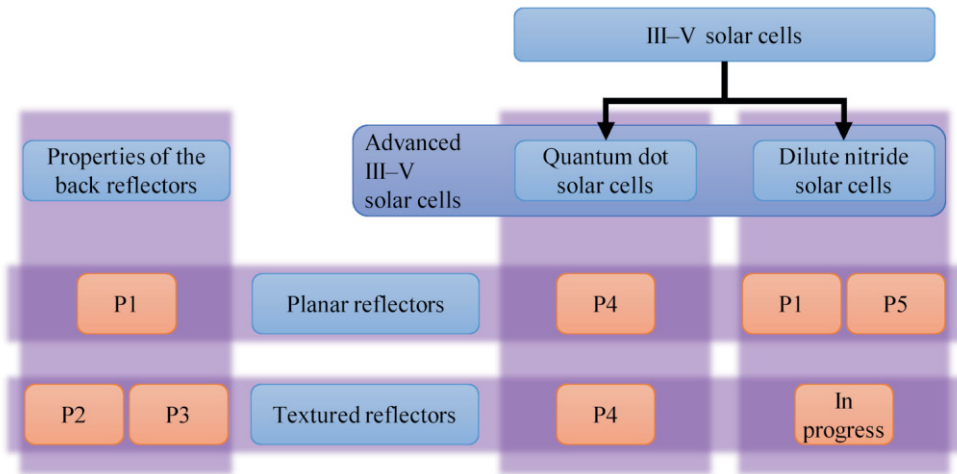 III–V solar cells
Advanced
III–V
solar cells
Quantum dot
solar cells
Dilute nitride
solar cells
Properties of the
back reflectors
P1
Planar reflectors
P4
P1
P5
P2
P3
Textured reflectors
P4
In
progress